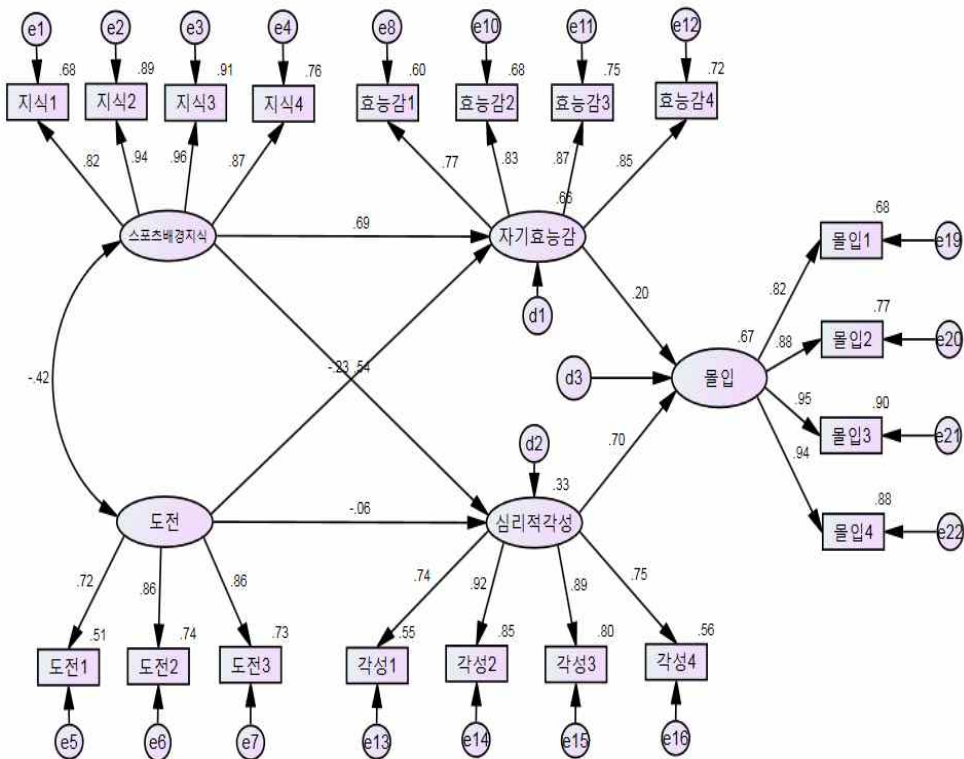 e1 e2 e3 e4 e8 e10 e11 e12
.68 .89 .91 .76 .60 .68 .75 .72
지식1 지식2 지식3 지식4 효능감1 효능감2 효능감3 효능감4
.82 .94 .96 .87 .77 .83 .87 .85
.66 .68
스포츠배경지식 .69 자기효능감 몰입1 e19
.20 .82
d1 .77
.67 .88 몰입2 e20
-.42 -.23 .54 d3 몰입
.95 .90
d2 .70 .94 몰입3 e21
.33 .88
도전 -.06 심리적각성 몰입4 e22
.72 .86 .86 .74 .92 .89 .75
.51 .74 .73 .55 .85 .80 .56
도전1 도전2 도전3 각성1 각성2 각성3 각성4
e5 e6 e7 e13 e14 e15 e16